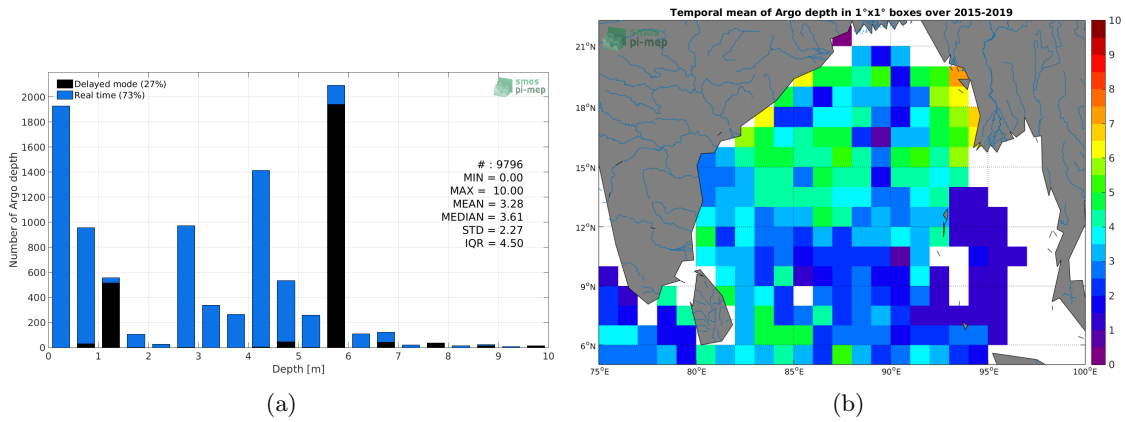 smos
pi-mep
Delayed mode (27%)
Real time (73%)
# : 9796
MIN = 0.00
MAX = 10.00
MEAN = 3.28
MEDIAN = 3.61
STD = 2.27
IQR = 4.50
Number of Argo depth
2000
1800
1600
1400
1200
1000
800
600
400
200
0
0 1 2 3 4 5 6 7 8 9 10
Depth [m]
(a)
Temporal mean of Argo depth in 1°x1° boxes over 2015-2019
smos
pi-mep
21°N
18°N
15°N
12°N
9°N
6°N
75°E 80°E 85°E 90°E 95°E 100°E
10
9
8
7
6
5
4
3
2
1
0
(b)